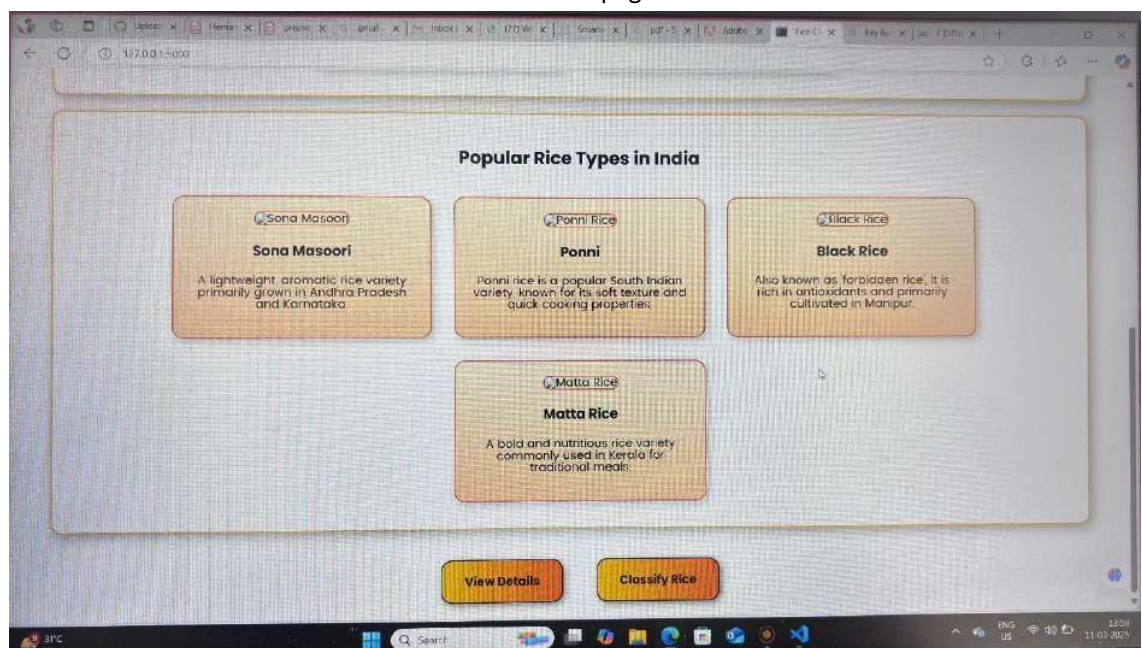 Popular Rice Types in India
Sona Masoori
Ponni Rice
Black Rice
Sona Masoori
Ponni
Black Rice
A lightweight, aromatic rice variety
primarily grown in Andhra Pradesh
and Karnataka.
Ponni rice is a popular South Indian
variety, known for its soft texture and
quick cooking properties.
Also known as 'forbidden rice', it is
rich in antioxidants and primarily
cultivated in Manipur.
Matta Rice
Matta Rice
A bold and nutritious rice variety
commonly used in Kerala for
traditional meals.
View Details
Classify Rice
31°C
Search
ENG
US
13:59
11-03-2025